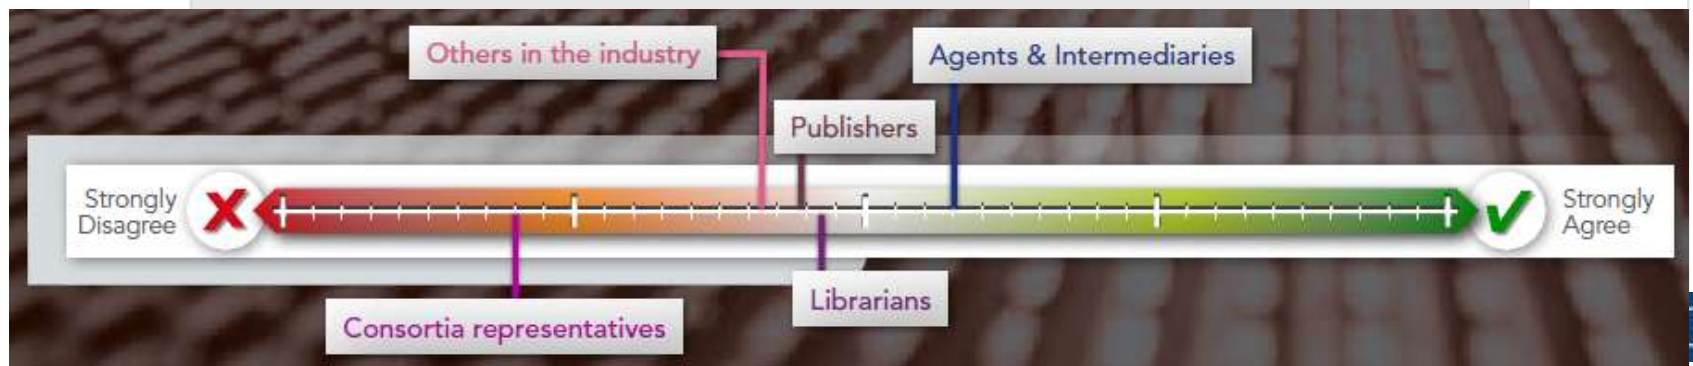 Others in the industry
Agents & Intermediaries
Publishers
Strongly
Disagree
Strongly
Agree
Librarians
Consortia representatives